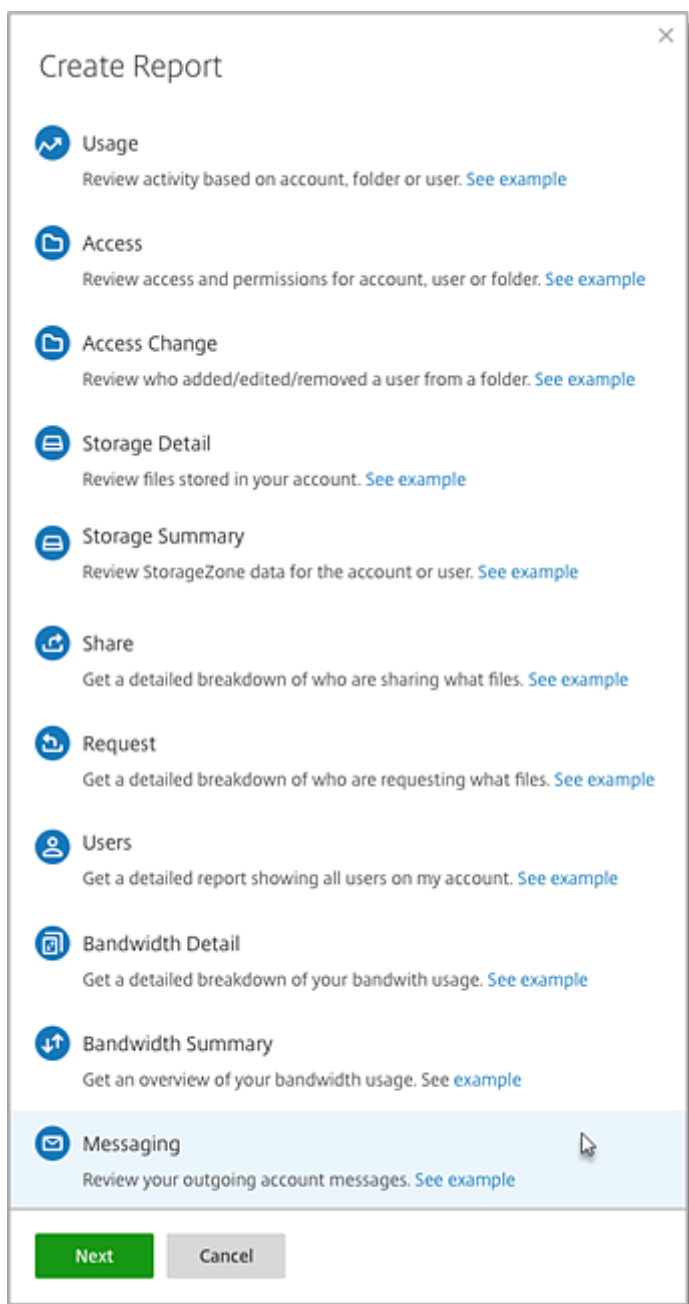 Create Report
Usage
Review activity based on account, folder or user. See example
Access
Review access and permissions for account, user or folder. See example
Access Change
Review who added/edited/removed a user from a folder. See example
Storage Detail
Review files stored in your account. See example
Storage Summary
Review StorageZone data for the account or user. See example
Share
Get a detailed breakdown of who are sharing what files. See example
Request
Get a detailed breakdown of who are requesting what files. See example
Users
Get a detailed report showing all users on my account. See example
Bandwidth Detail
Get a detailed breakdown of your bandwith usage. See example
Bandwidth Summary
Get an overview of your bandwidth usage. See example
Messaging
Review your outgoing account messages. See example
Next Cancel